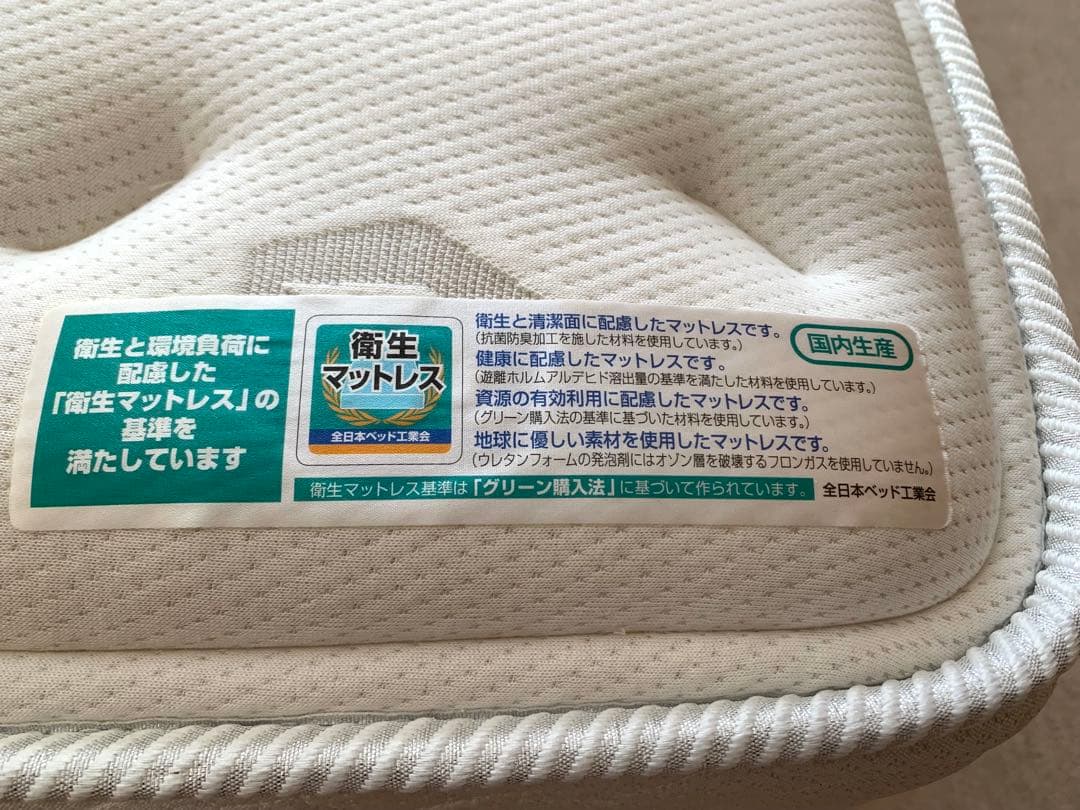 衛生と環境負荷に
配慮した
「衛生マットレス」の
基準を
満たしています
衛生
マットレス
全日本ベッド工業会
衛生と清潔面に配慮したマットレスです。
(抗菌防臭加工を施した材料を使用しています。)
健康に配慮したマットレスです。
(遊離ホルムアルデヒド溶出量の基準を満たした材料を使用しています。)
資源の有効利用に配慮したマットレスです。
(グリーン購入法の基準に基づいた材料を使用しています。)
地球に優しい素材を使用したマットレスです。
(ウレタンフォームの発泡剤にはオゾン層を破壊するフロンガスを使用していません。)
国内生産
衛生マットレス基準は「グリーン購入法」に基づいて作られています。
全日本ベッド工業会